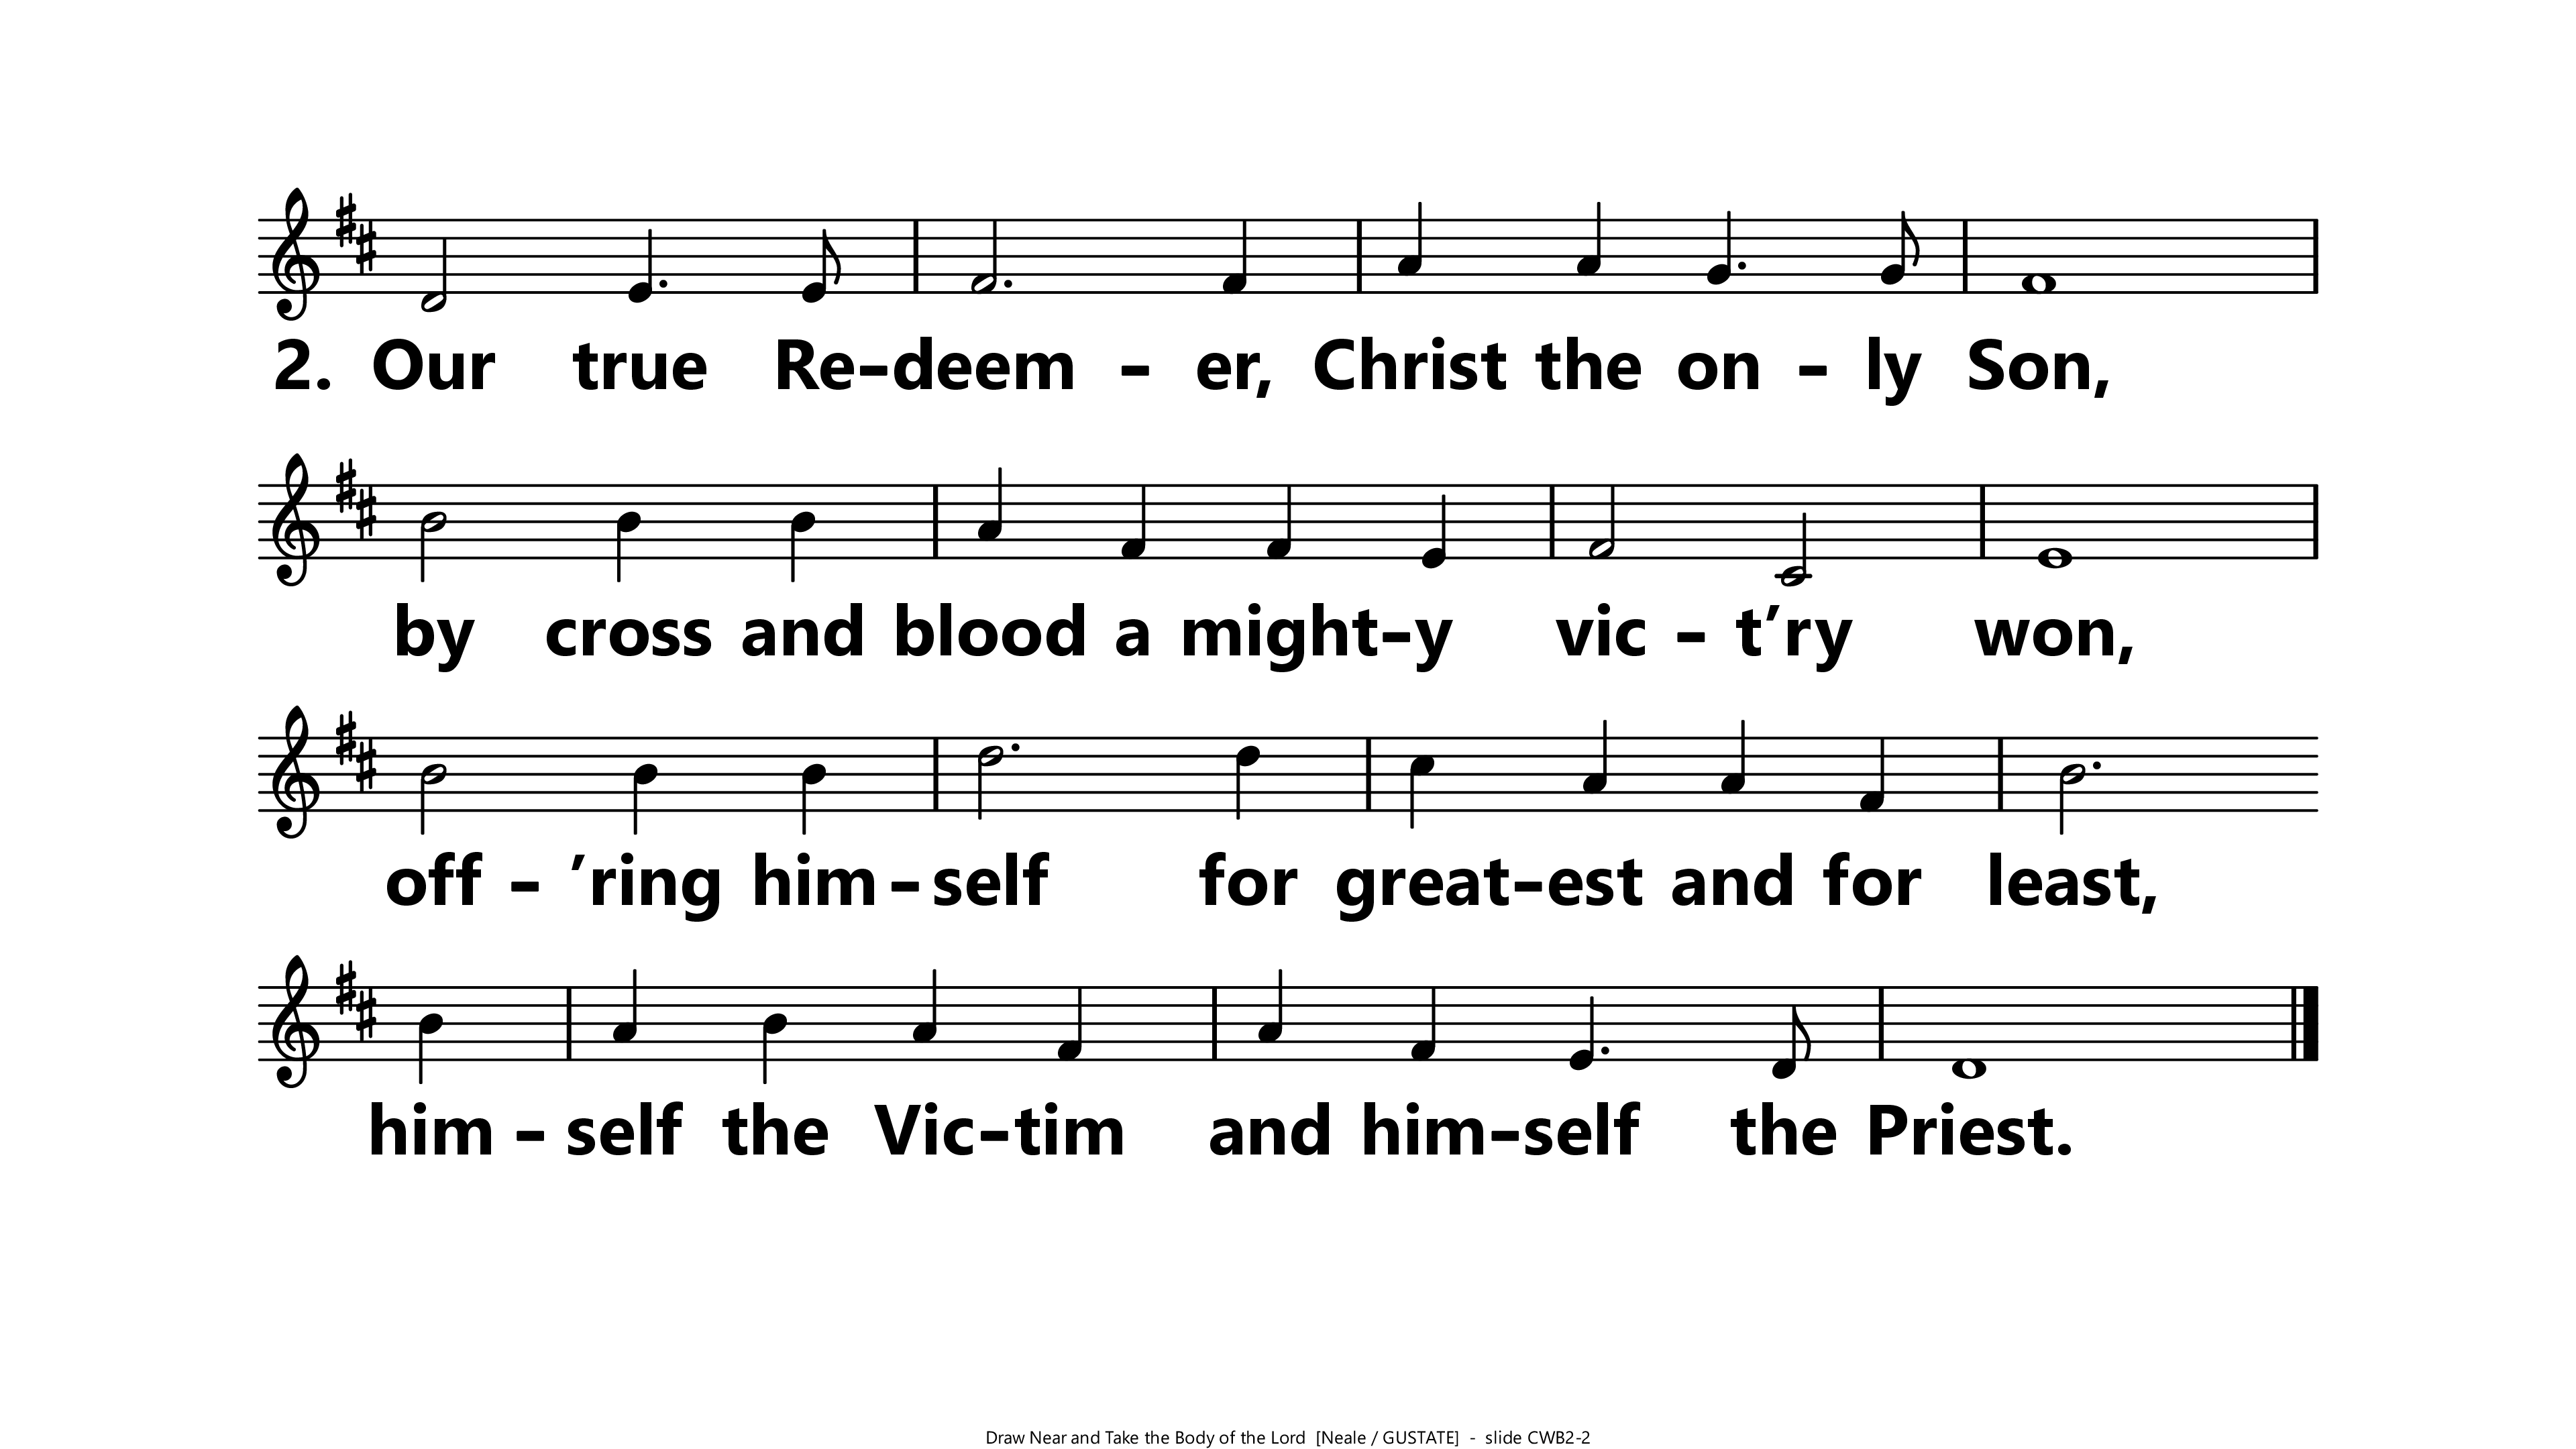 2. Our true Re-deem - er, Christ the on - ly Son,
by cross and blood a might-y vic - t’ry won,
off - ’ring him - self for great-est and for least,
him - self the Vic-tim and him-self the Priest.
Draw Near and Take the Body of the Lord [Neale / GUSTATE] - slide CWB2-2